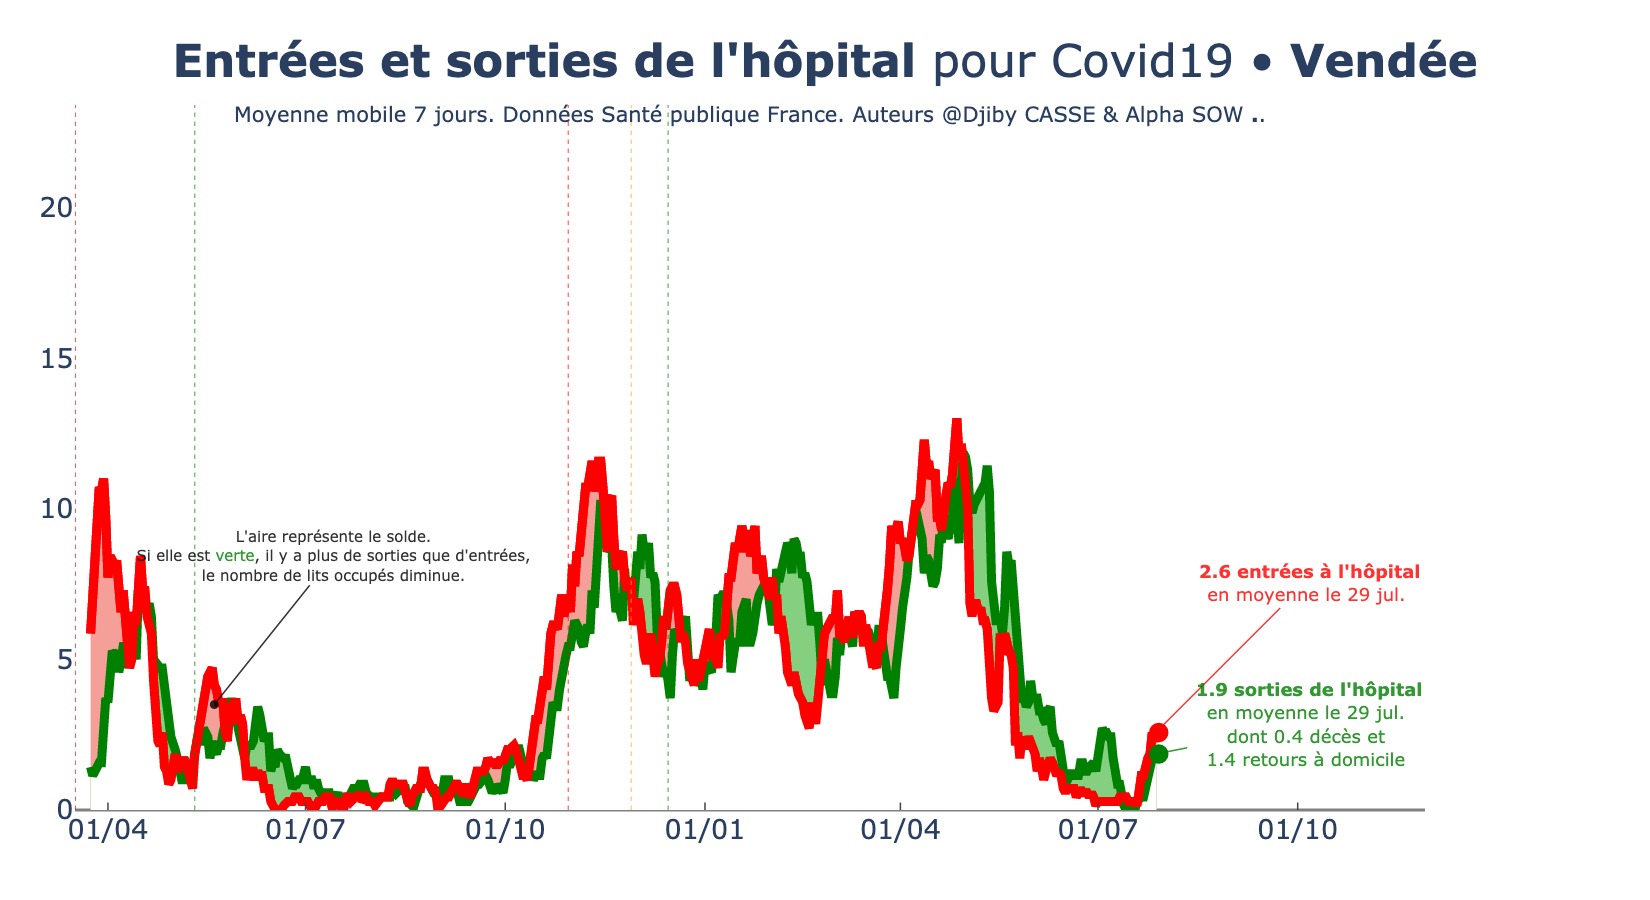 Entrées et sorties de l'hôpital pour Covid19 • Vendée
Moyenne mobile 7 jours. Données Santé publique France. Auteurs @Djiby CASSE & Alpha SOW ..
20
15
10
5
0
L'aire représente le solde.
Si elle est verte, il y a plus de sorties que d'entrées,
le nombre de lits occupés diminue.
2.6 entrées à l'hôpital
en moyenne le 29 jul.
1.9 sorties de l'hôpital
en moyenne le 29 jul.
dont 0.4 décès et
1.4 retours à domicile
01/04 01/07 01/10 01/01 01/04 01/07 01/10